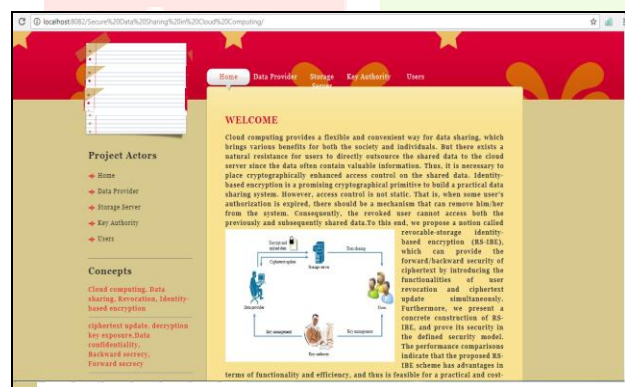 localhost:8082/Secure%20Data%20Sharing%20in%20Cloud%20Computing/
Home
Data Provider
Storage Server
Key Authority
Users
WELCOME
Cloud computing provides a flexible and convenient way for data sharing, which
brings various benefits for both the society and individuals. But there exists a
natural resistance for users to directly outsource the shared data to the cloud
server since the data often contain valuable information. Thus, it is necessary to
place cryptographically enhanced access control on the shared data. Identity-
based encryption is a promising cryptographical primitive to build a practical data
sharing system. However, access control is not static. That is, when some user's
authorization is expired, there should be a mechanism that can remove him/her
from the system. Consequently, the revoked user cannot access both the
previously and subsequently shared data.To this end, we propose a notion called
revocable-storage identity-
based encryption (RS-IBE),
which can provide the
forward/backward security of
ciphertext by introducing the
functionalities of user
revocation and ciphertext
update simultaneously.
Furthermore, we present a
concrete construction of RS-
IBE, and prove its security in
the defined security model.
The performance comparisons
indicate that the proposed RS-
IBE scheme has advantages in
terms of functionality and efficiency, and thus is feasible for a practical and cost-
Data sharing
Ciphertext update
Storage server
Data provider
Users
Key management
Key management
Key authority
Project Actors
Home
Data Provider
Storage Server
Key Authority
Users
Concepts
Cloud computing, Data
sharing, Revocation, Identity-
based encryption
ciphertext update, decryption
key exposure,Data
confidentiality,
Backward secrecy,
Forward secrecy